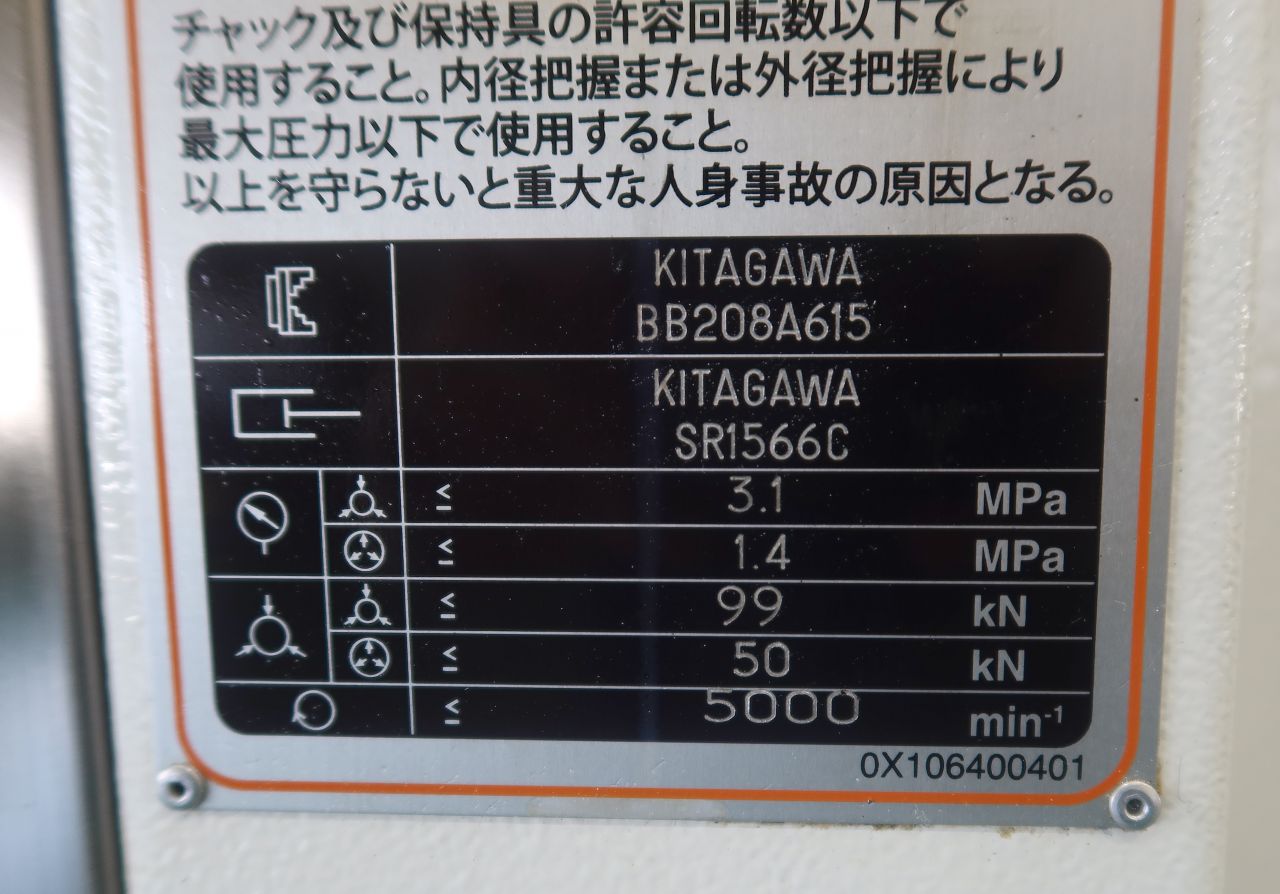 チャック及び保持具の許容回転数以下で
使用すること。内径把握または外径把握により
最大圧力以下で使用すること。
以上を守らないと重大な人身事故の原因となる。
KITAGAWA
BB208A615
KITAGAWA
SR1566C
≤ 3.1 MPa
≤ 1.4 MPa
≤ 99 kN
≤ 50 kN
≤ 5000 min⁻¹
0X106400401